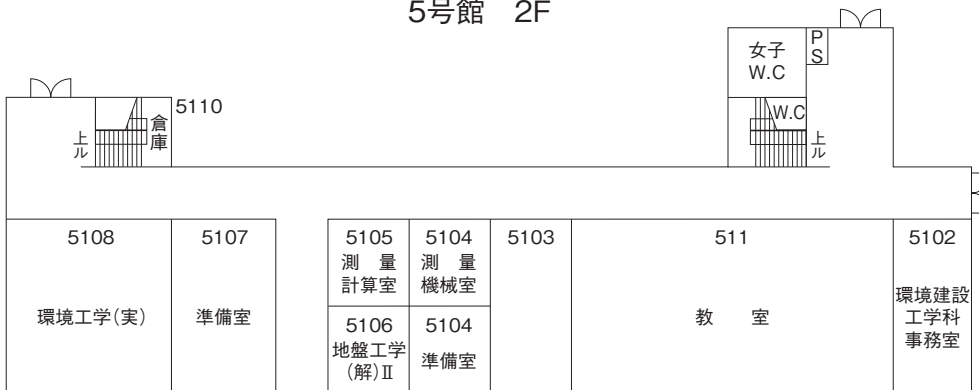 5号館 2F
女子
W.C
PS
5110
倉庫
上ル
W.C
上ル
5108
環境工学(実)
5107
準備室
5105
測 量
計算室
5104
測 量
機械室
5106
地盤工学
(解)Ⅱ
5104
準備室
5103
511
教 室
5102
環境建設
工学科
事務室